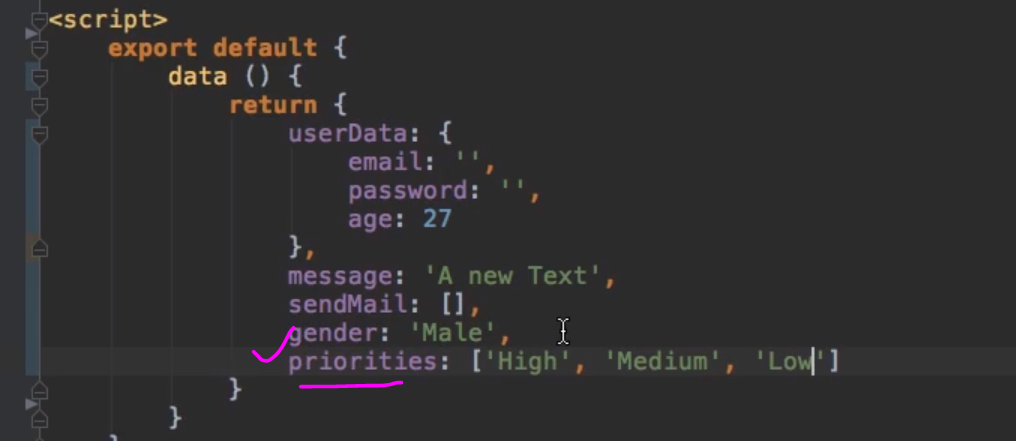 <script>
export default {
data () {
return {
userData: {
email: '',
password: '',
age: 27
},
message: 'A new Text',
sendMail: [],
gender: 'Male',
priorities: ['High', 'Medium', 'Low']
}
}